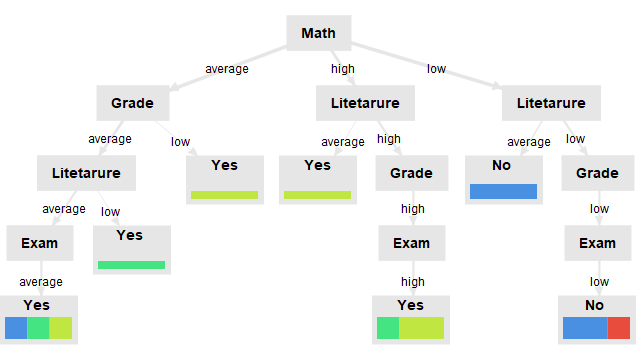 Math
average high low
Grade Litetarure Litetarure
average low average high average low
Litetarure Yes Yes Grade No Grade
average low high low
Exam Yes Exam Exam
average high low
Yes Yes No